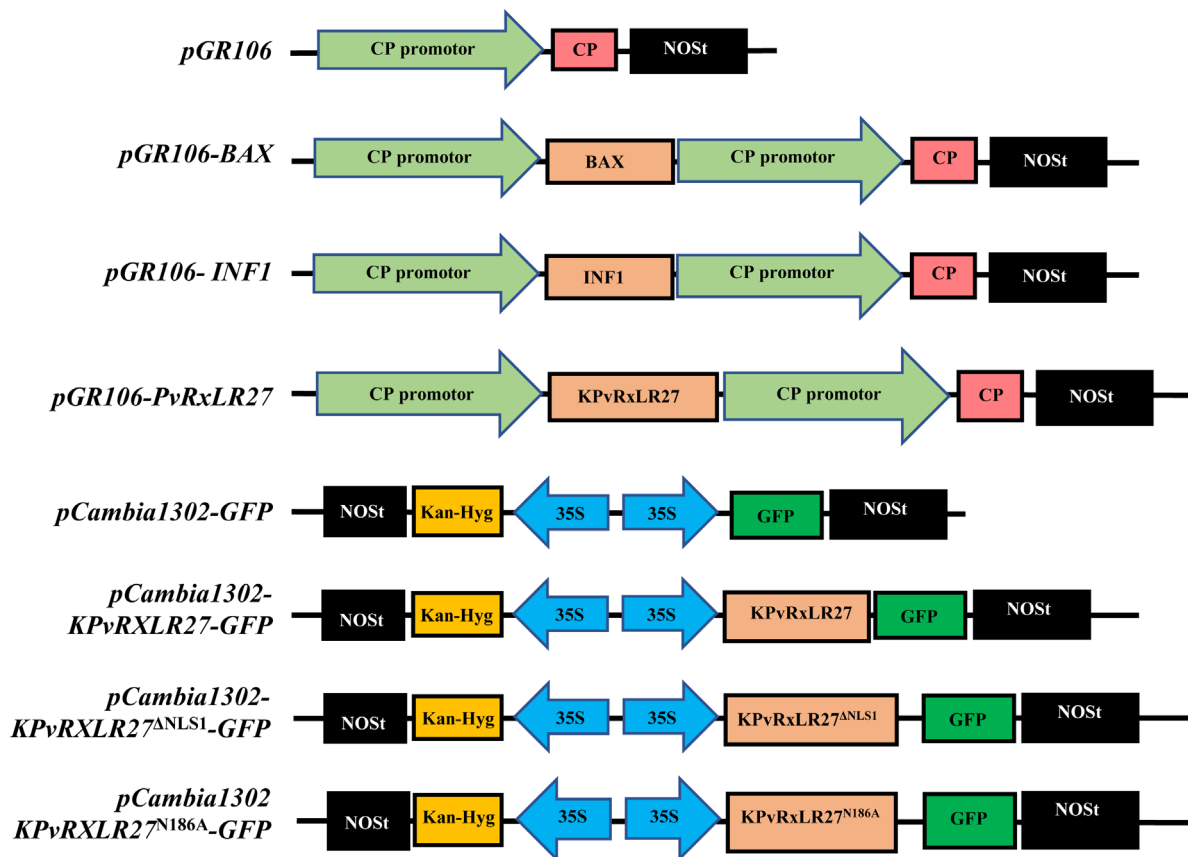 pGR106
CP promotor CP NOSt
pGR106-BAX
CP promotor BAX CP promotor CP NOSt
pGR106- INF1
CP promotor INF1 CP promotor CP NOSt
pGR106-PvRxLR27
CP promotor KPvRxLR27 CP promotor CP NOSt
pCambia1302-GFP
NOSt Kan-Hyg 35S 35S GFP NOSt
pCambia1302-
KPvRXLR27-GFP
NOSt Kan-Hyg 35S 35S KPvRxLR27 GFP NOSt
pCambia1302-
KPvRXLR27ΔNLS1-GFP
NOSt Kan-Hyg 35S 35S KPvRxLR27ΔNLS1 GFP NOSt
pCambia1302
KPvRXLR27N186A-GFP
NOSt Kan-Hyg 35S 35S KPvRxLR27N186A GFP NOSt